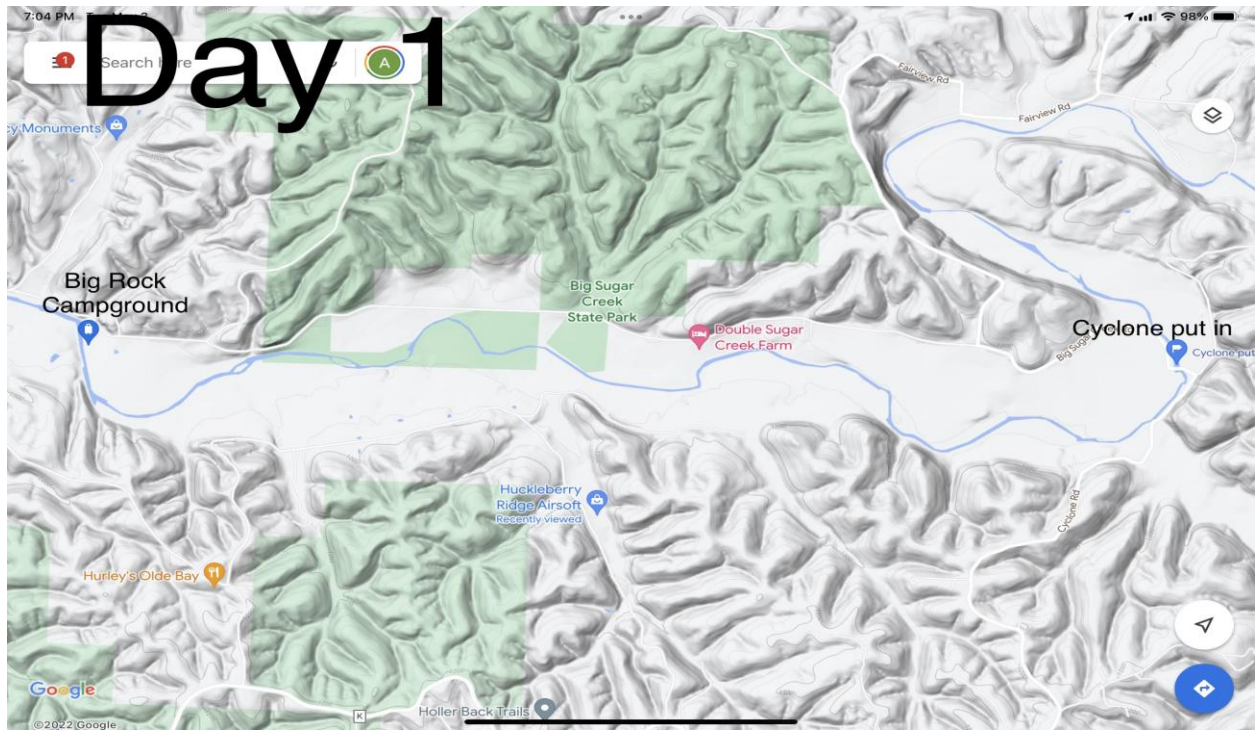 7:04 PM
98%
Day 1
1
Search here
A
Fairview Rd
Fairview Rd
cy Monuments
Big Rock
Campground
Big Sugar
Creek
State Park
Double Sugar
Creek Farm
Cyclone put in
Big Sugar
Cyclone put
Huckleberry
Ridge Airsoft
Recently viewed
Cyclone Rd
Hurley's Olde Bay
Google
K
Holler Back Trails
©2022 Google